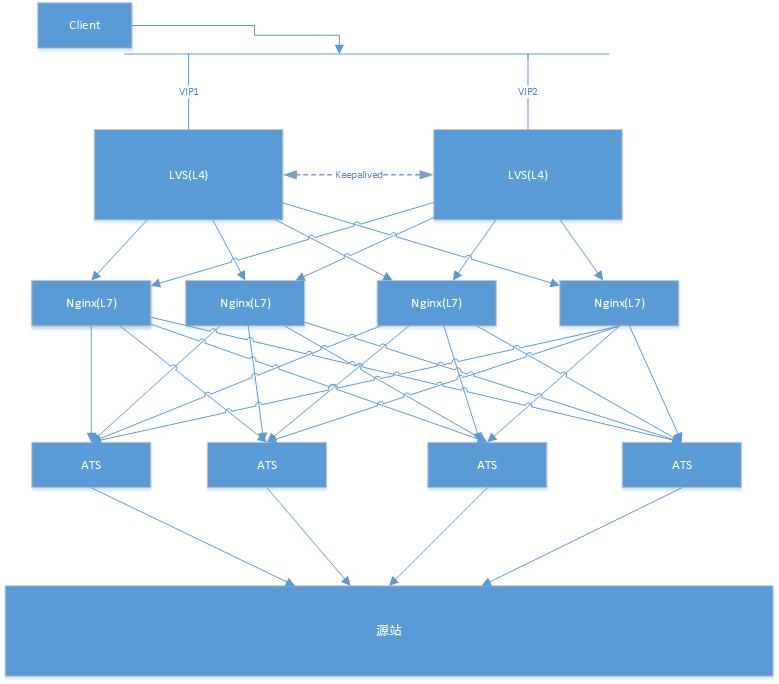 Client
VIP1
VIP2
LVS(L4)
Keepalived
LVS(L4)
Nginx(L7)
Nginx(L7)
Nginx(L7)
Nginx(L7)
ATS
ATS
ATS
ATS
源站